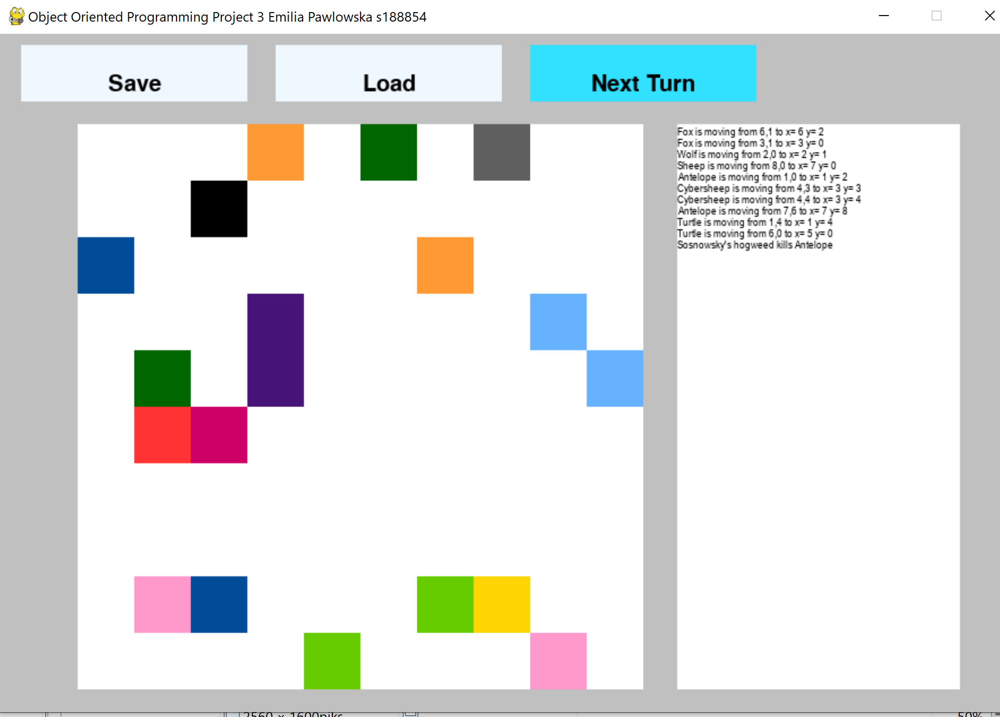 Object Oriented Programming Project 3 Emilia Pawlowska s188854
Save
Load
Next Turn
Fox is moving from 6,1 to x= 6 y= 2
Fox is moving from 3,1 to x= 3 y= 0
Wolf is moving from 2,0 to x= 2 y= 1
Sheep is moving from 8,0 to x= 7 y= 0
Antelope is moving from 1,0 to x= 1 y= 2
Cybersheep is moving from 4,3 to x= 3 y= 3
Cybersheep is moving from 4,4 to x= 3 y= 4
Antelope is moving from 7,6 to x= 7 y= 8
Turtle is moving from 1,4 to x= 1 y= 4
Turtle is moving from 6,0 to x= 5 y= 0
Sosnowsky's hogweed kills Antelope
2560 × 1600piks
50%